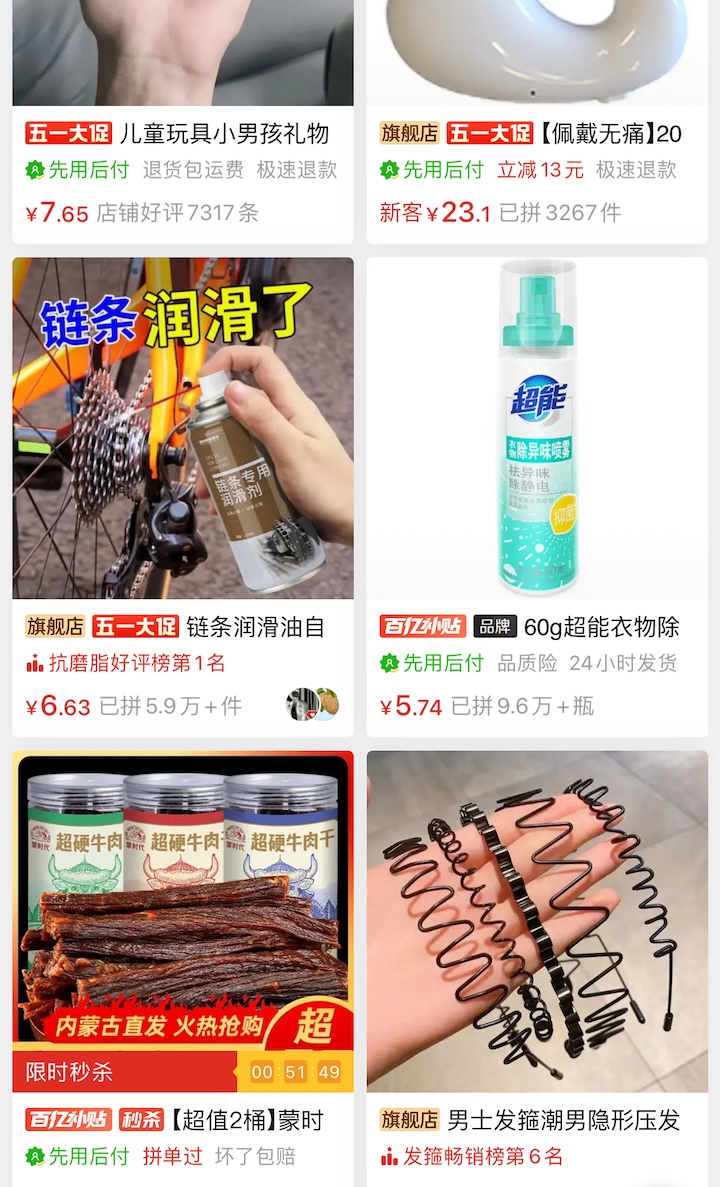 五一大促 儿童玩具小男孩礼物
先用后付 退货包运费 极速退款
¥7.65 店铺好评7317条
旗舰店 五一大促 【佩戴无痛】20
先用后付 立减13元 极速退款
新客¥23.1 已拼3267件
链条润滑了
链条专用
润滑剂
旗舰店 五一大促 链条润滑油自
抗磨脂好评榜第1名
¥6.63 已拼5.9万+件
超能
衣物除异味喷雾
祛异味
除静电
抑菌
百亿补贴 品牌 60g超能衣物除
先用后付 品质险 24小时发货
¥5.74 已拼9.6万+瓶
蒙时代 超硬牛肉
蒙时代 超硬牛肉干
蒙时代 超硬牛肉干
内蒙古直发 火热抢购 超
限时秒杀 00:51:49
百亿补贴 秒杀 【超值2桶】蒙时
先用后付 拼单过 坏了包赔
旗舰店 男士发箍潮男隐形压发
发箍畅销榜第6名